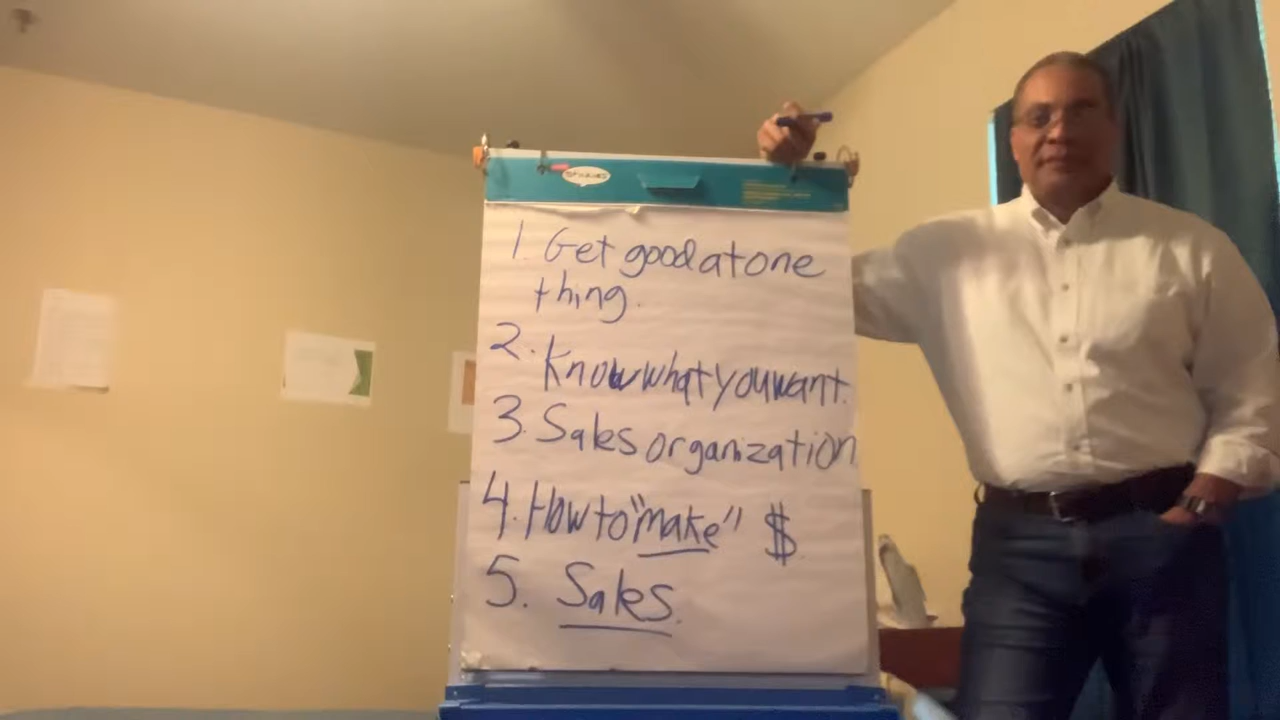 1. Get good at one
thing.
2. Know what you want.
3. Sales organization
4. How to "make" $
5. Sales.